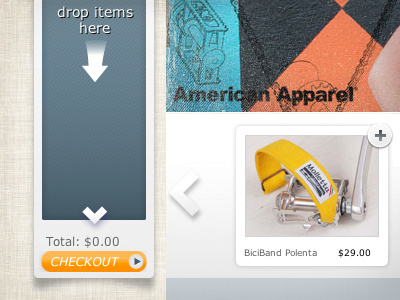 drop items
here
American Apparel
Total: $0.00
CHECKOUT
BiciBand Polenta $29.00